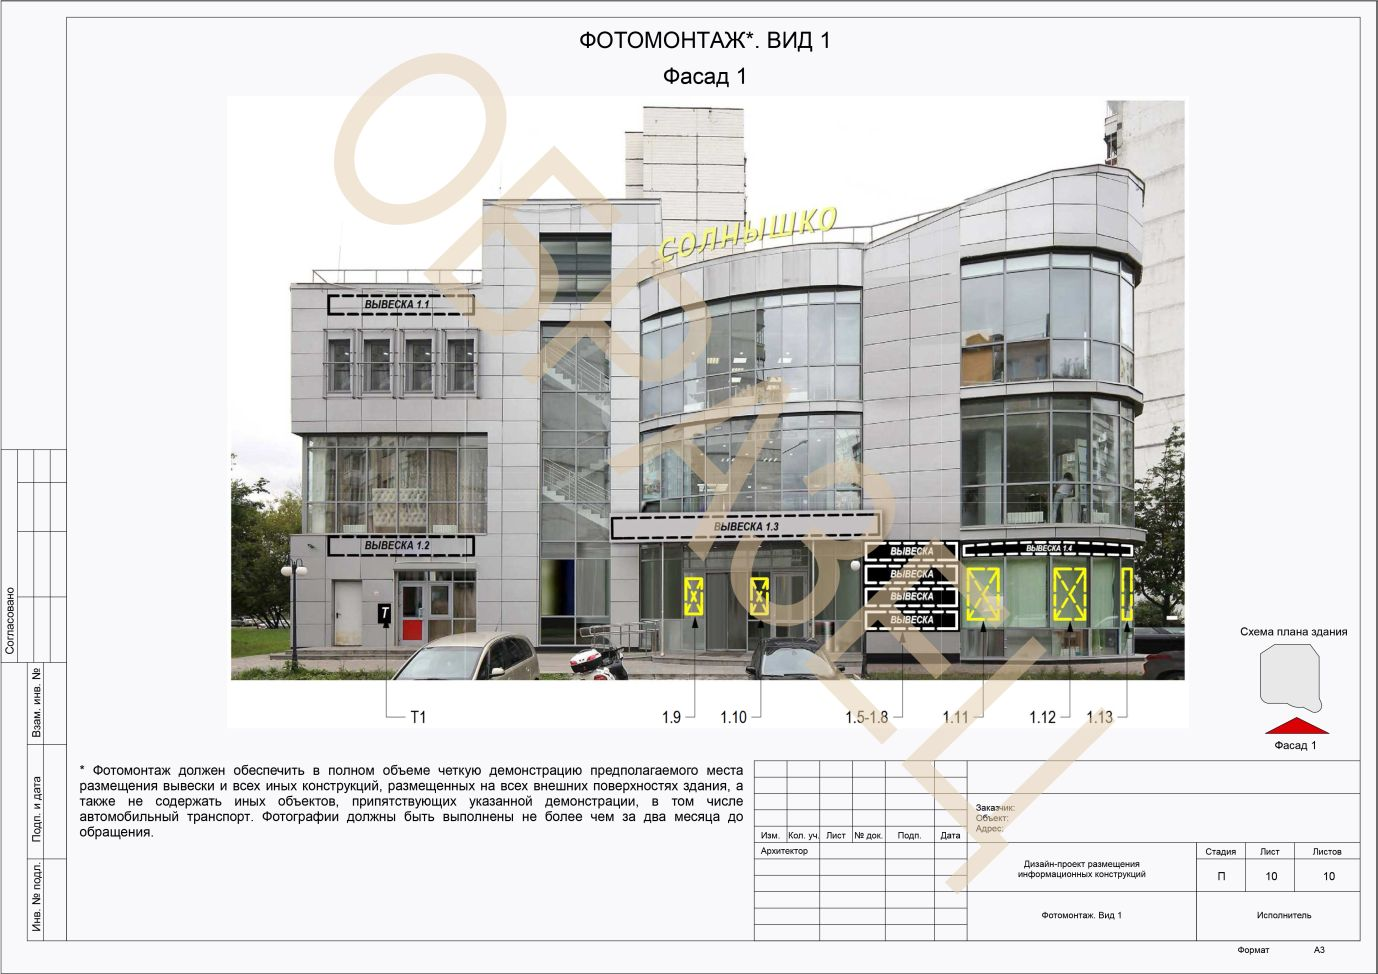 ФОТОМОНТАЖ*. ВИД 1
Фасад 1
ОБРАЗЕЦ
СОЛНЫШКО
ВЫВЕСКА 1.1
ВЫВЕСКА 1.3
ВЫВЕСКА 1.2
ВЫВЕСКА
ВЫВЕСКА 1.4
ВЫВЕСКА
ВЫВЕСКА
ВЫВЕСКА
X
X
T
Т1
1.9
1.10
1.5-1.8
1.11
1.12
1.13
Схема плана здания
Фасад 1
Согласовано
Взам. инв. №
Подп. и дата
Инв. № подл.
* Фотомонтаж должен обеспечить в полном объеме четкую демонстрацию предполагаемого места
размещения вывески и всех иных конструкций, размещенных на всех внешних поверхностях здания, а
также не содержать иных объектов, припятствующих указанной демонстрации, в том числе
автомобильный транспорт. Фотографии должны быть выполнены не более чем за два месяца до
обращения.
Заказчик:
Объект:
Адрес:
Изм. Кол. уч. Лист № док. Подп. Дата
Архитектор
Дизайн-проект размещения
информационных конструкций
Стадия Лист Листов
П 10 10
Фотомонтаж. Вид 1
Исполнитель
Формат А3